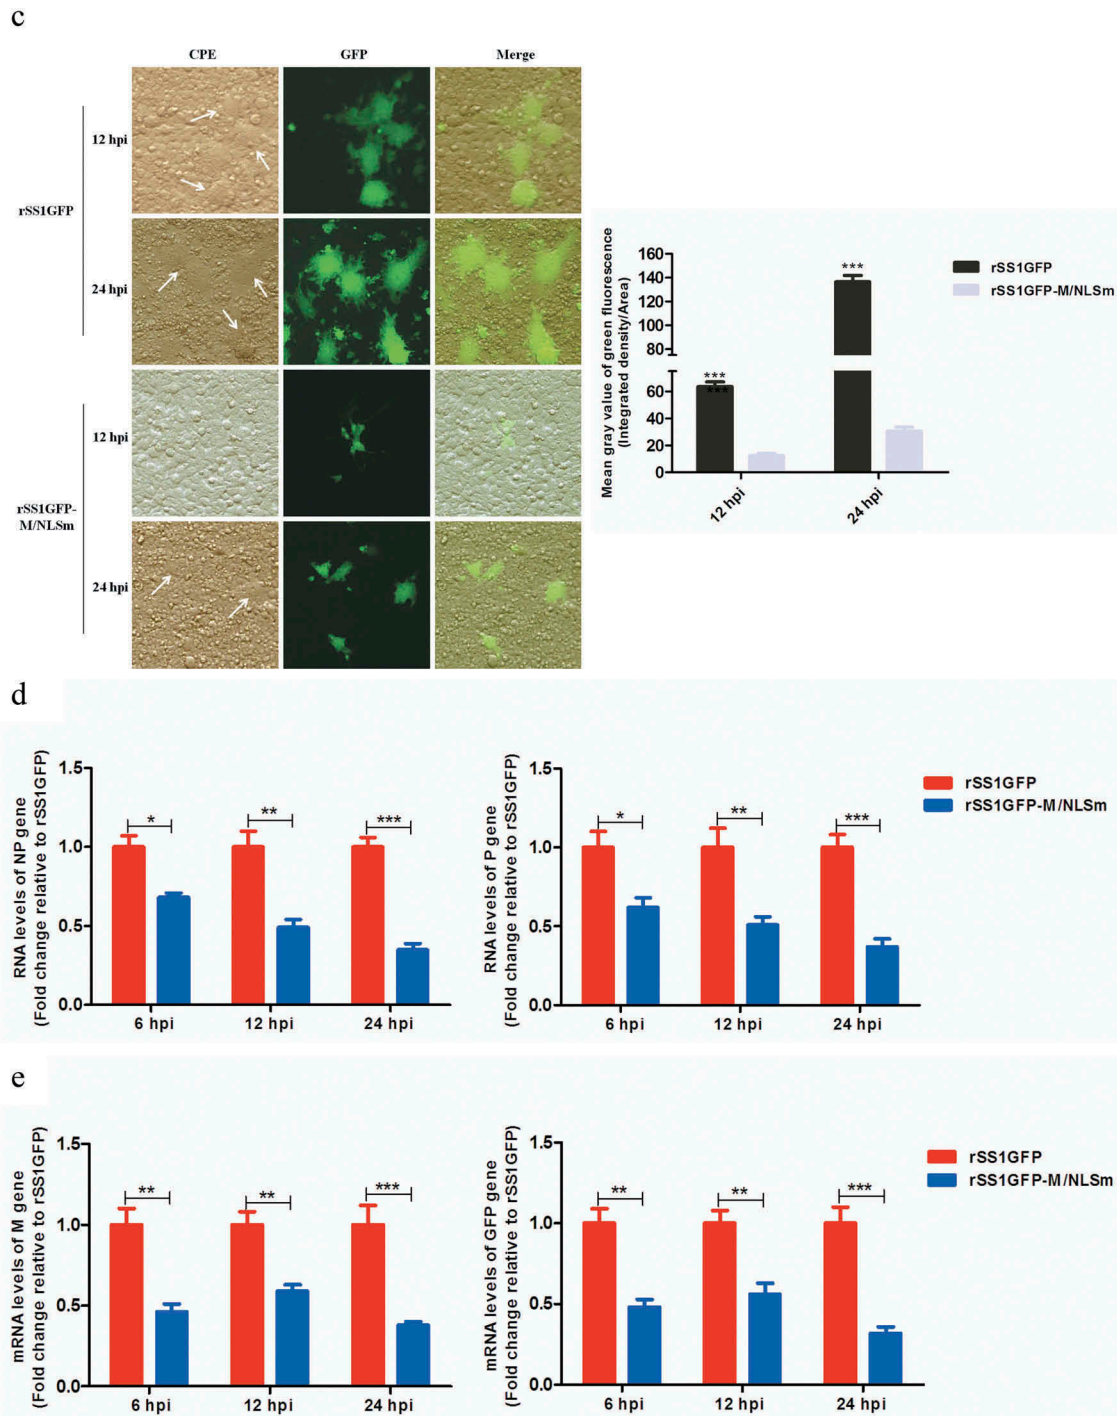 c
CPE GFP Merge
12 hpi
rSS1GFP
24 hpi
12 hpi
rSS1GFP-
M/NLSm
24 hpi
Mean gray value of green fluorescence
(Integrated density/Area)
160
140
120
100
80
60
40
20
0
***
***
***
12 hpi 24 hpi
rSS1GFP
rSS1GFP-M/NLSm
d
RNA levels of NP gene
(Fold change relative to rSS1GFP)
1.5
1.0
0.5
0.0
* ** ***
6 hpi 12 hpi 24 hpi
RNA levels of P gene
(Fold change relative to rSS1GFP)
1.5
1.0
0.5
0.0
* ** ***
6 hpi 12 hpi 24 hpi
rSS1GFP
rSS1GFP-M/NLSm
e
mRNA levels of M gene
(Fold change relative to rSS1GFP)
1.5
1.0
0.5
0.0
** ** ***
6 hpi 12 hpi 24 hpi
mRNA levels of GFP gene
(Fold change relative to rSS1GFP)
1.5
1.0
0.5
0.0
** ** ***
6 hpi 12 hpi 24 hpi
rSS1GFP
rSS1GFP-M/NLSm